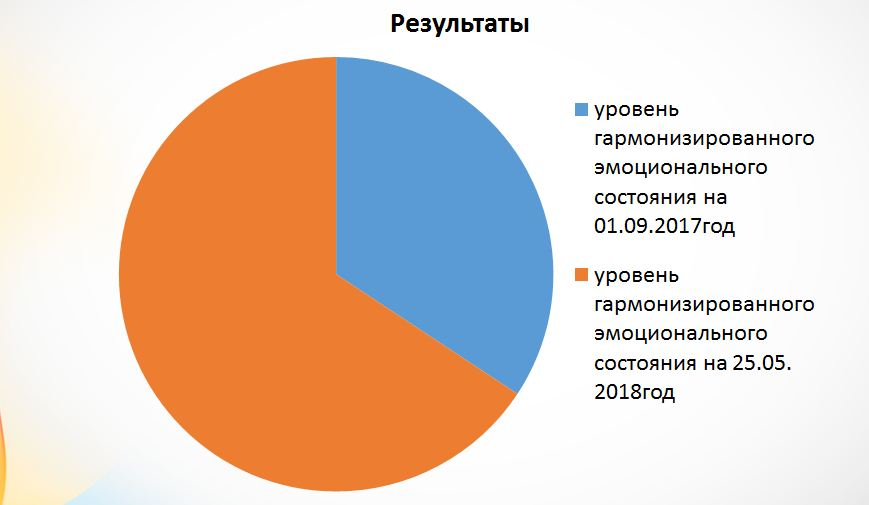 Результаты
уровень
гармонизированного
эмоционального
состояния на
01.09.2017год
уровень
гармонизированного
эмоционального
состояния на 25.05.
2018год